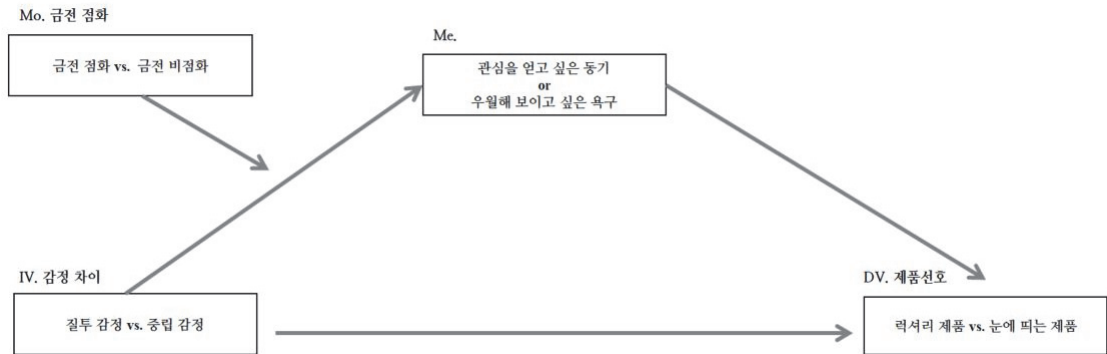 Mo. 금전 점화
금전 점화 vs. 금전 비점화
Me.
관심을 얻고 싶은 동기
or
우월해 보이고 싶은 욕구
IV. 감정 차이
질투 감정 vs. 중립 감정
DV. 제품선호
럭셔리 제품 vs. 눈에 띄는 제품